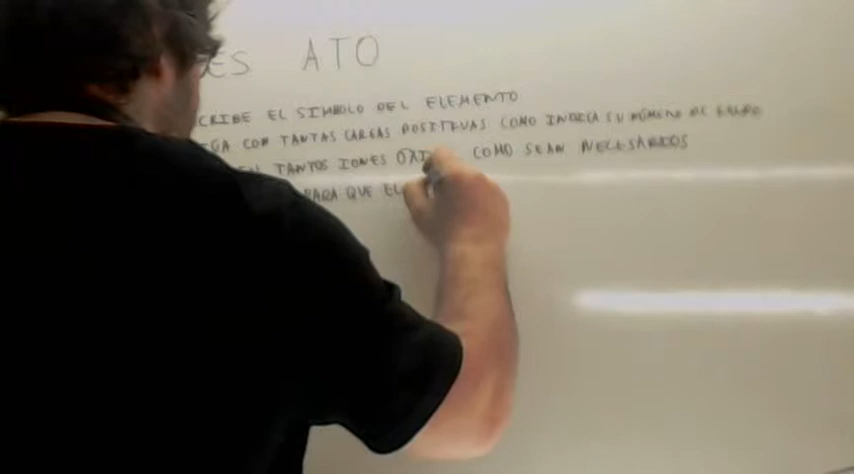 ES ATO
CRIBE EL SIMBOLO DEL ELEMENTO
GA CON TANTAS CARGAS POSITIVAS COMO INDICA SU NÚMERO DE GRUPO
TANTOS IONES COMO SEAN NECESARIOS
PARA QUE EL